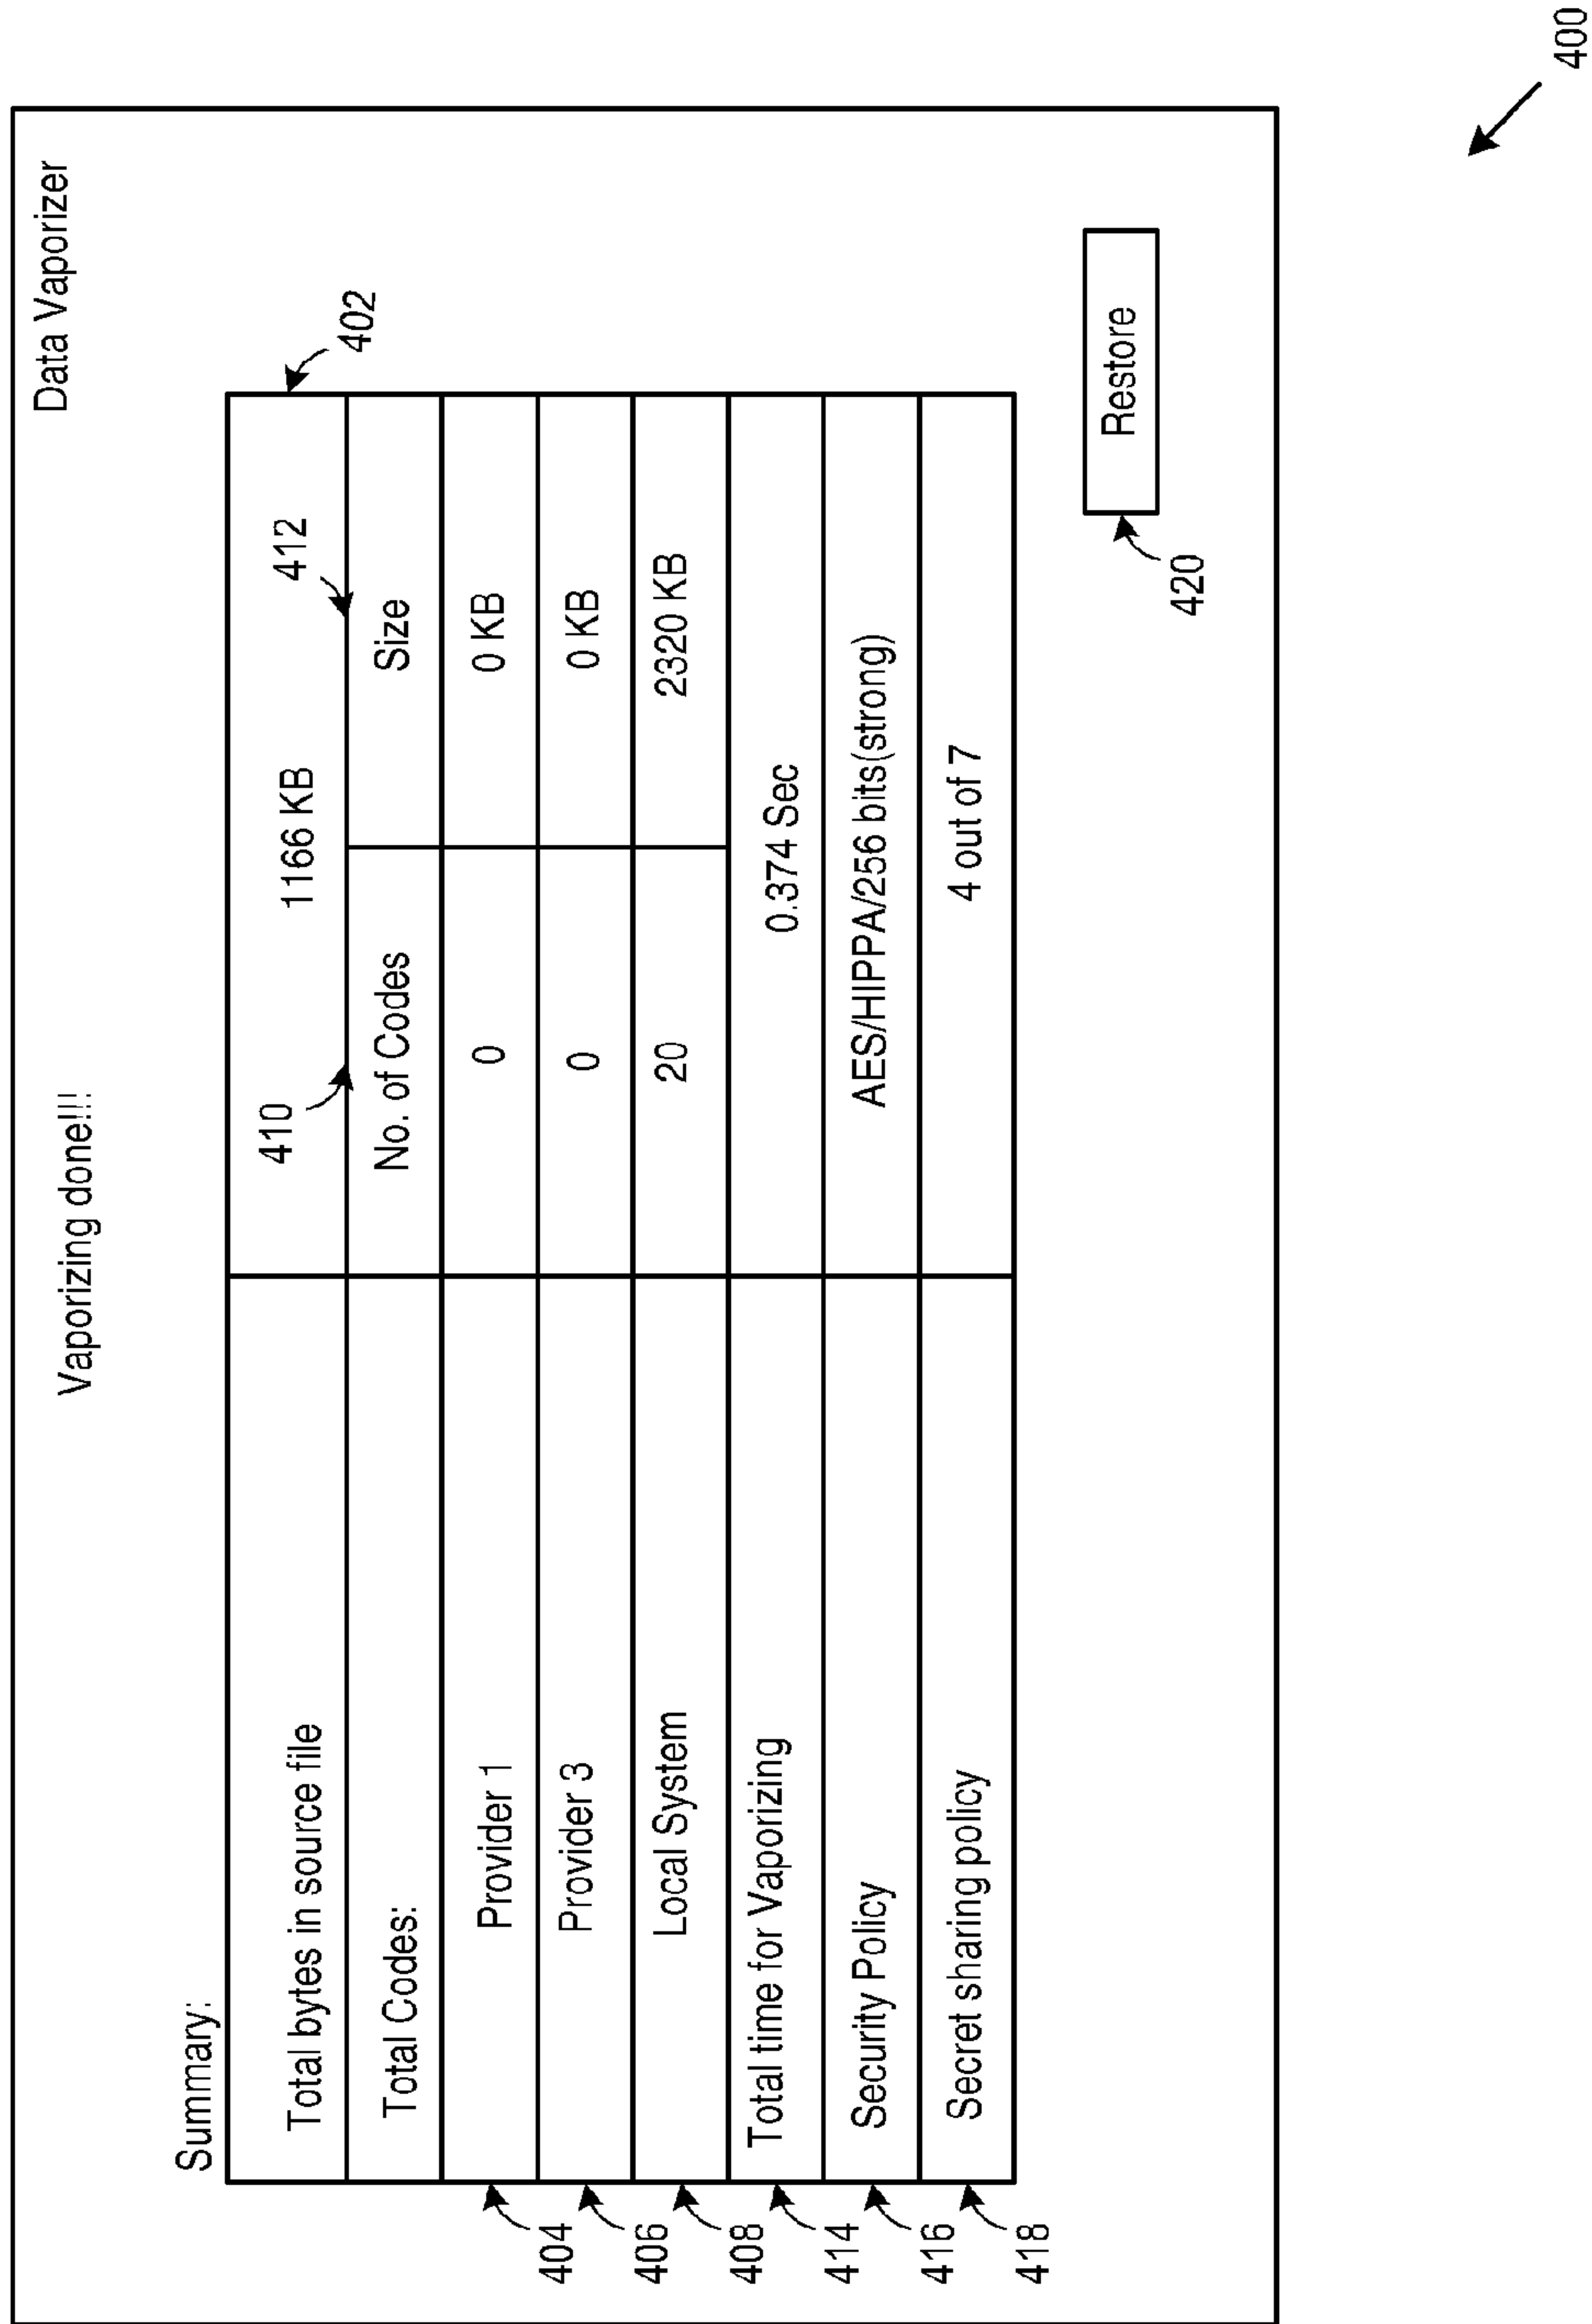 Data Vaporizer
Vaporizing done!!!
Summary:
402
Total bytes in source file 1166 KB
410 412
Total Codes: No. of Codes Size
404 Provider 1 0 0 KB
406 Provider 3 0 0 KB
408 Local System 20 2320 KB
414 Total time for Vaporizing 0.374 Sec
416 Security Policy AES/HIPPA/256 bits(strong)
418 Secret sharing policy 4 out of 7
Restore
420
400